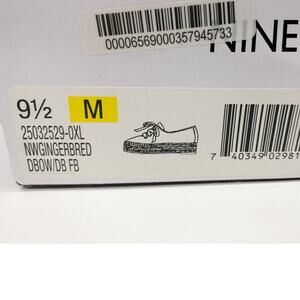 00006569000357945733
NINE
9½ M
25032529-0XL
NWGINGERBRED
DBOW/DB FB
7 40349 02981